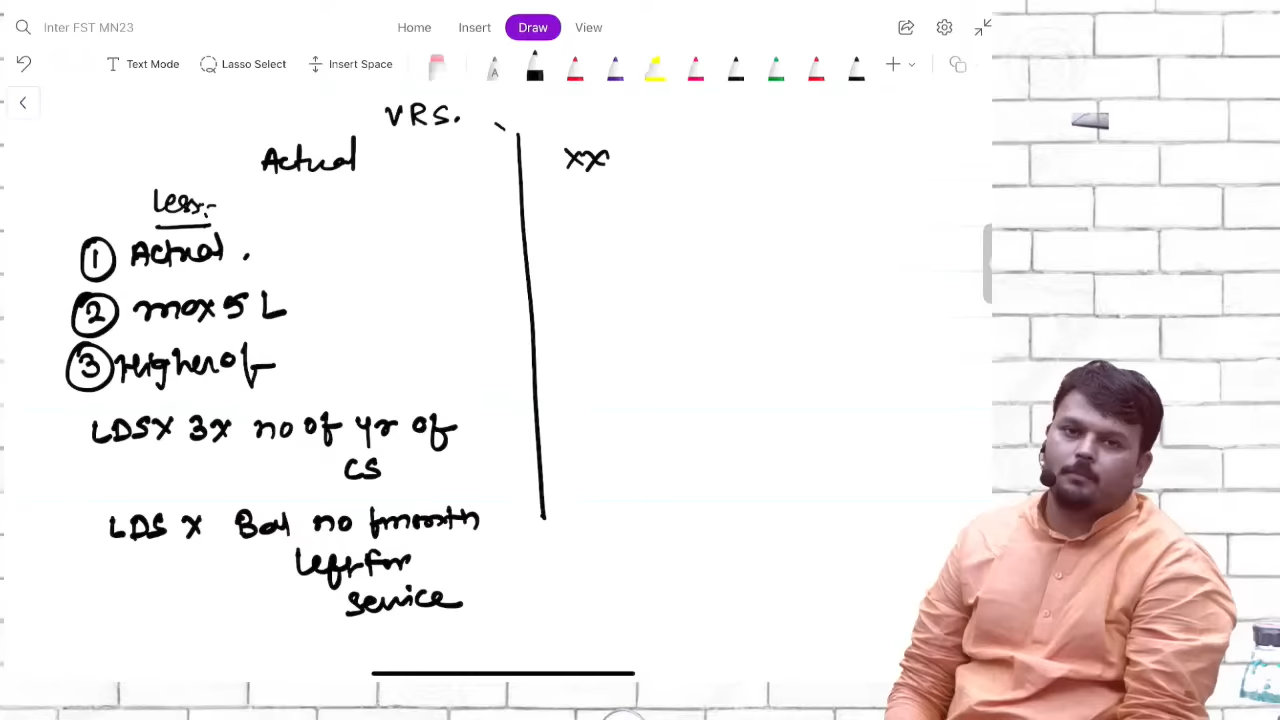 Inter FST MN23
Home Insert Draw View
Text Mode Lasso Select Insert Space
A
VRS.
Actual xx
Less:-
① Actual.
② max 5 L
③ Higher of
LDS x 3 x no of yr of
CS
LDS x Bal no of month
left for
service